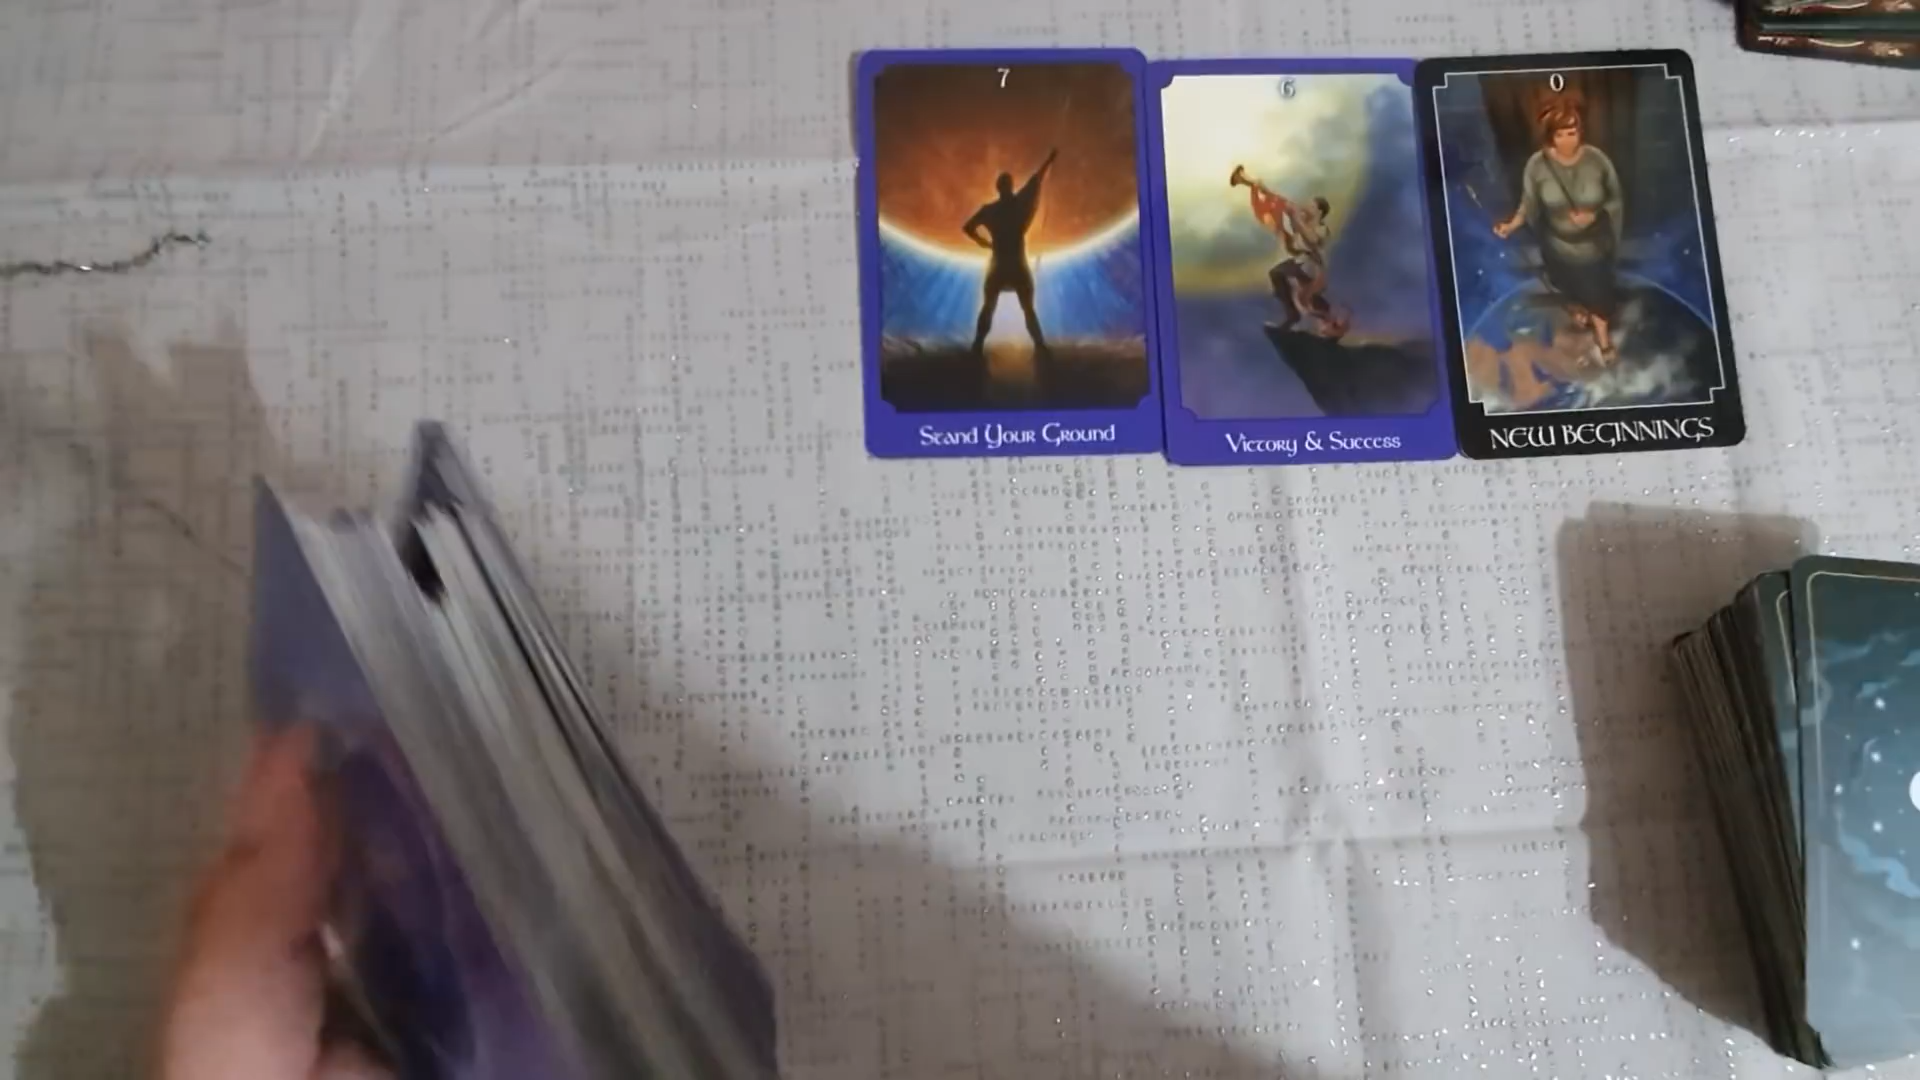 7
Stand Your Ground
6
Victory & Success
0
NEW BEGINNINGS